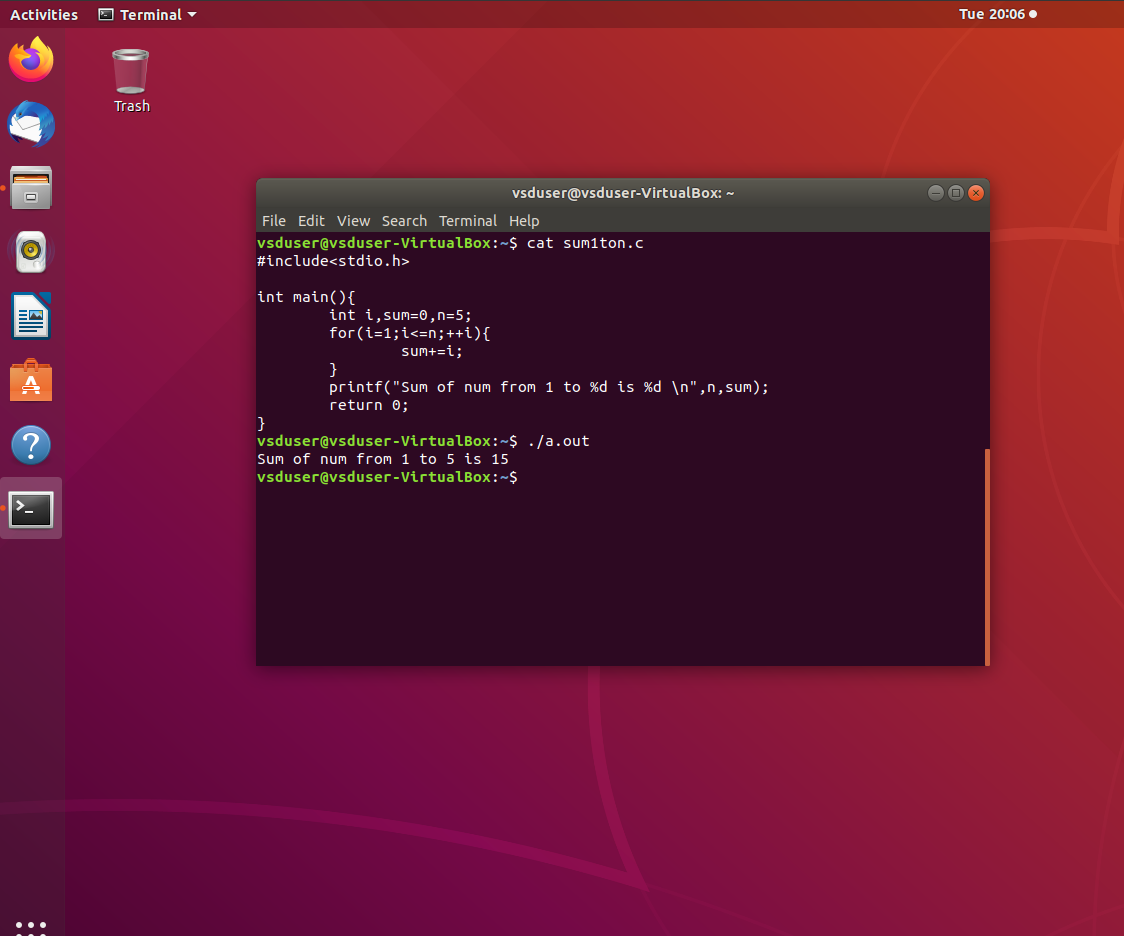 Activities Terminal Tue 20:06
Trash
vsduser@vsduser-VirtualBox: ~
File Edit View Search Terminal Help
vsduser@vsduser-VirtualBox:~$ cat sum1ton.c
#include<stdio.h>
int main(){
        int i,sum=0,n=5;
        for(i=1;i<=n;++i){
                sum+=i;
        }
        printf("Sum of num from 1 to %d is %d \n",n,sum);
        return 0;
}
vsduser@vsduser-VirtualBox:~$ ./a.out
Sum of num from 1 to 5 is 15
vsduser@vsduser-VirtualBox:~$